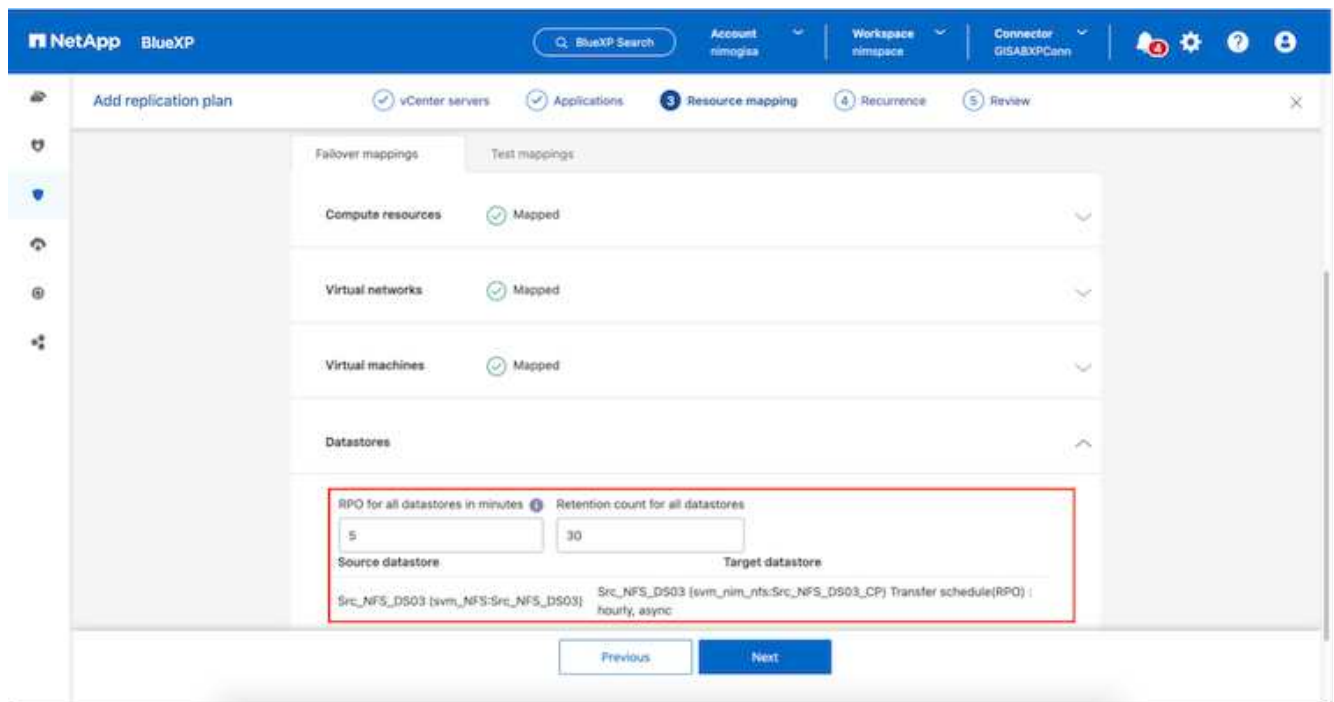 NetApp BlueXP
BlueXP Search
Account
nimogisa
Workspace
nimspace
Connector
GISABXPConn
4
Add replication plan
vCenter servers
Applications
3 Resource mapping
4 Recurrence
5 Review
Failover mappings
Test mappings
Compute resources
Mapped
Virtual networks
Mapped
Virtual machines
Mapped
Datastores
RPO for all datastores in minutes
Retention count for all datastores
5
30
Source datastore
Target datastore
Src_NFS_DS03 (svm_NFS:Src_NFS_DS03)
Src_NFS_DS03 (svm_nim_nfs:Src_NFS_DS03_CP) Transfer schedule(RPO) :
hourly, async
Previous
Next